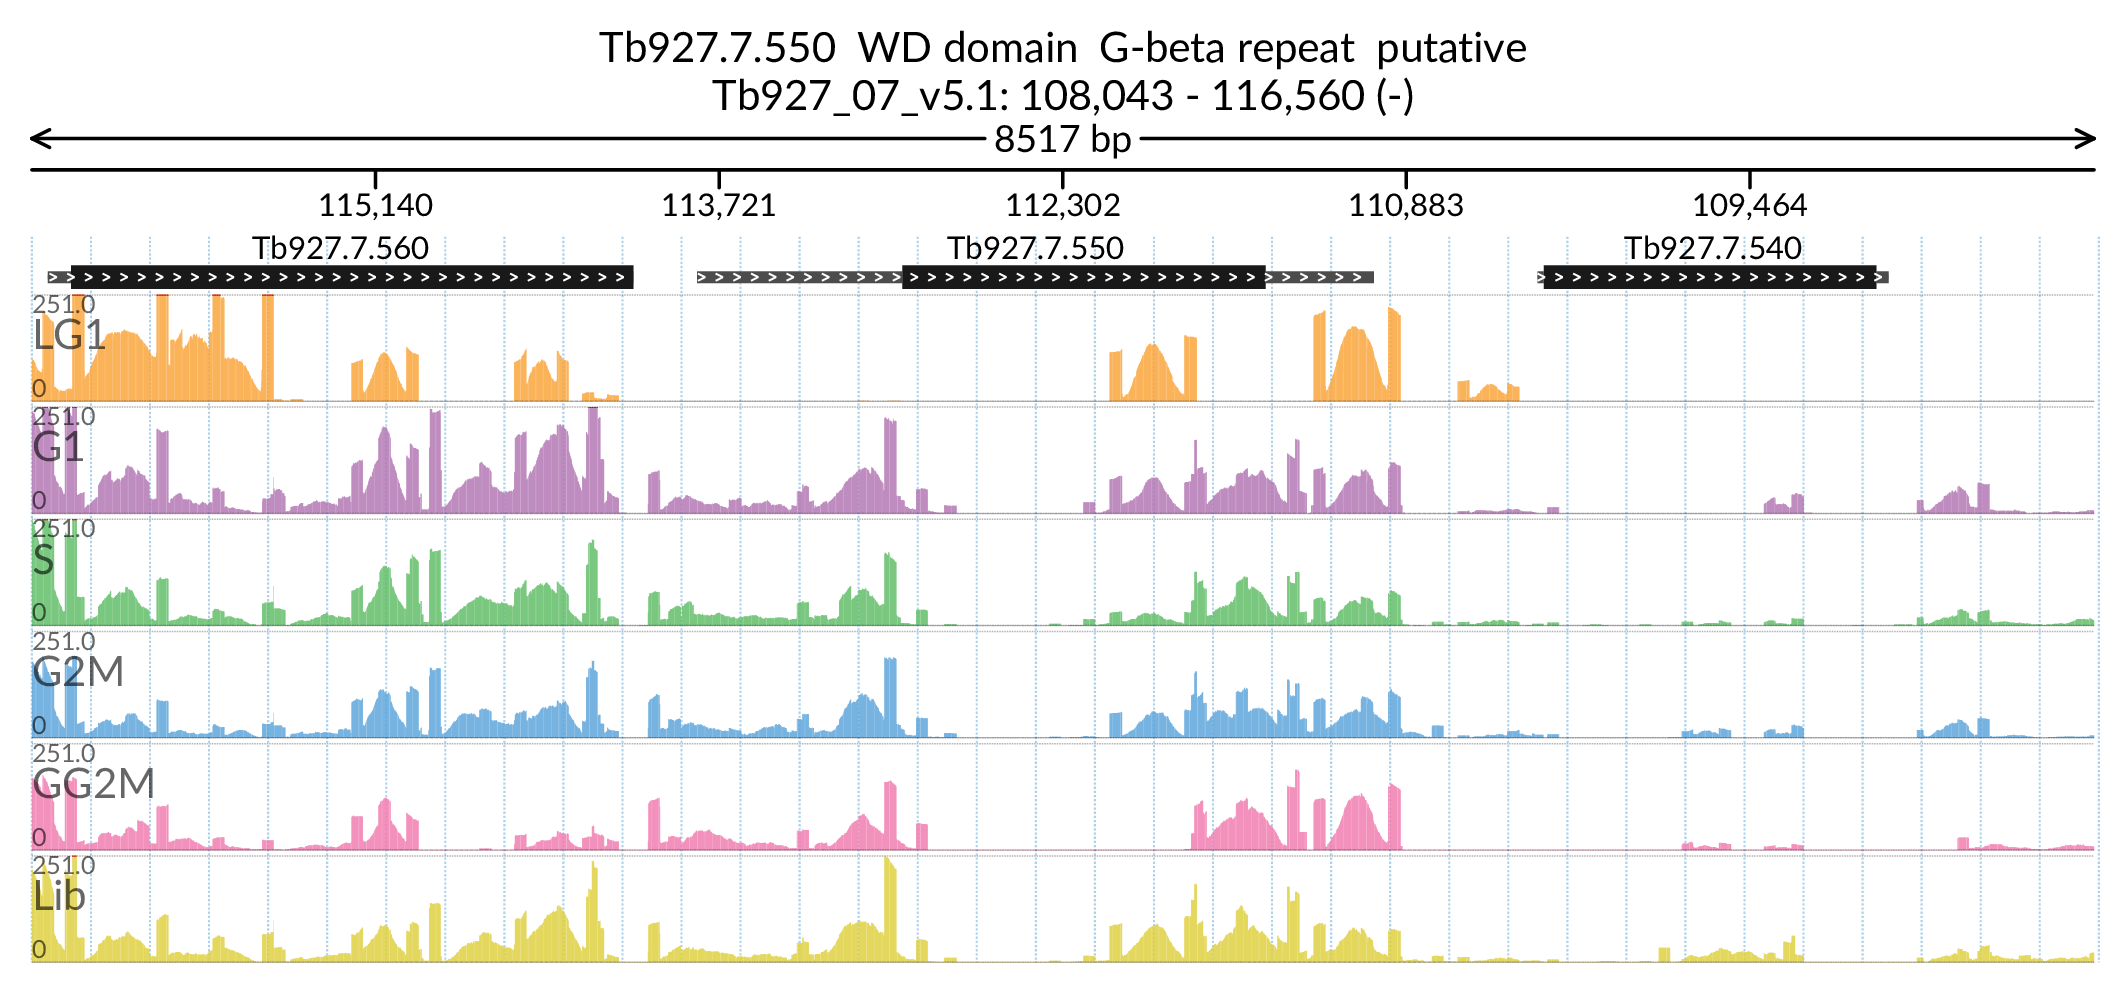 Tb927.7.550 WD domain G-beta repeat putative
Tb927_07_v5.1: 108,043 - 116,560 (-)
8517 bp
115,140 113,721 112,302 110,883 109,464
Tb927.7.560 Tb927.7.550 Tb927.7.540
251.0
LG1
0
251.0
G1
0
251.0
S
0
251.0
G2M
0
251.0
GG2M
0
251.0
Lib
0